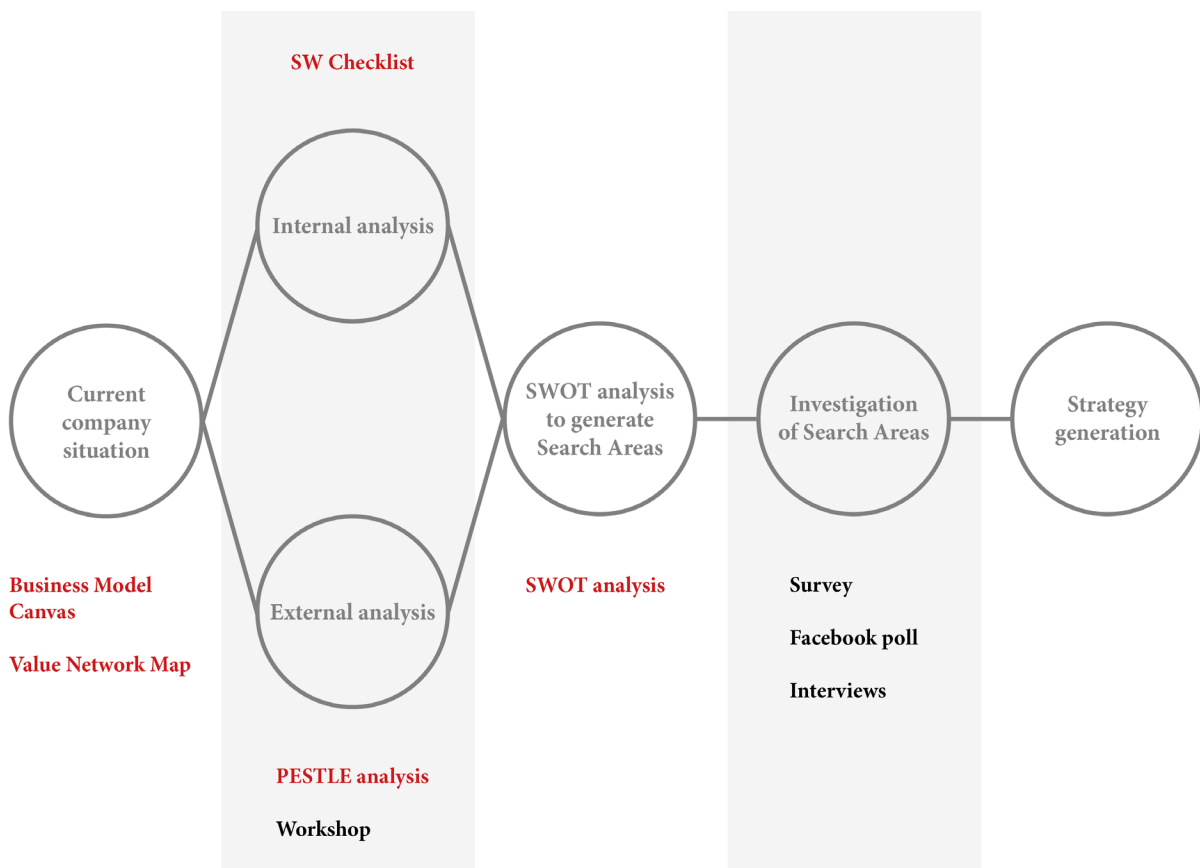 SW Checklist
Internal analysis
Current
company
situation
SWOT analysis
to generate
Search Areas
Investigation
of Search Areas
Strategy
generation
Business Model
Canvas
Value Network Map
External analysis
SWOT analysis
Survey
Facebook poll
Interviews
PESTLE analysis
Workshop